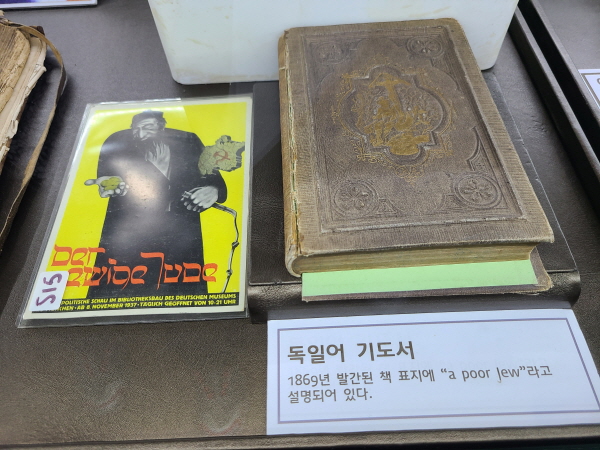 Der
ewige Jude
POLITISCHE SCHAU IM BIBLIOTHEKSBAU DES DEUTSCHEN MUSEUMS
CHEN · AB 8. NOVEMBER 1937 · TÄGLICH GEÖFFNET VON 10-21 UHR
515
독일어 기도서
1869년 발간된 책 표지에 “a poor Jew”라고
설명되어 있다.